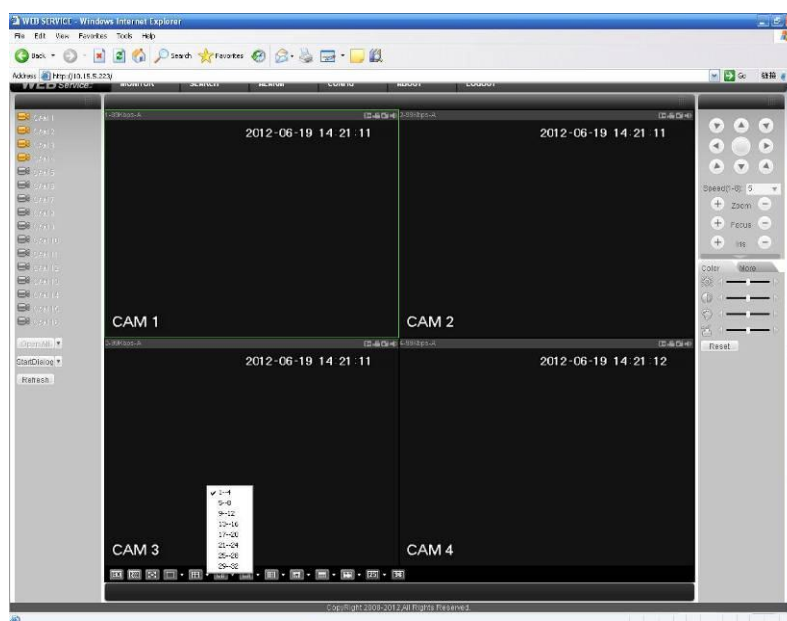 WEB SERVICE - Windows Internet Explorer
File Edit View Favorites Tools Help
Back Search Favorites
Address http://10.15.5.223/ Go
WEB Service
MONITOR SEARCH ALARM CONFIG ABOUT LOGOUT
2012-06-19 14:21:11
CAM 1
2012-06-19 14:21:11
CAM 2
2012-06-19 14:21:11
CAM 3
2012-06-19 14:21:12
CAM 4
1--4
5--8
9--12
13--16
17--20
21--24
25--28
29--32
OpenAll
StartDialog
Refresh
Speed(1-8): 5
Zoom
Focus
Iris
Color More
Reset
CopyRight 2008-2012,All Rights Reserved.